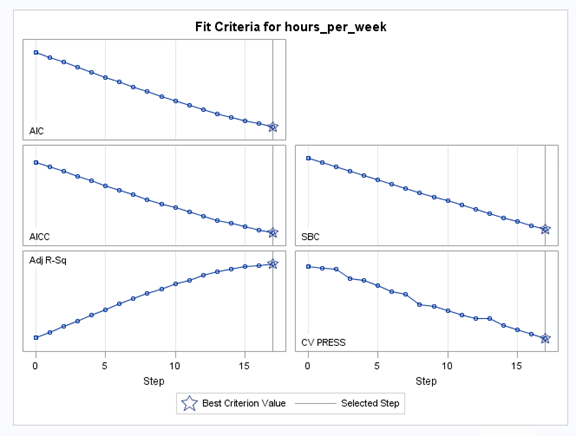 Fit Criteria for hours_per_week
AIC
AICC
SBC
Adj R-Sq
CV PRESS
0 5 10 15
0 5 10 15
Step
Step
Best Criterion Value
Selected Step